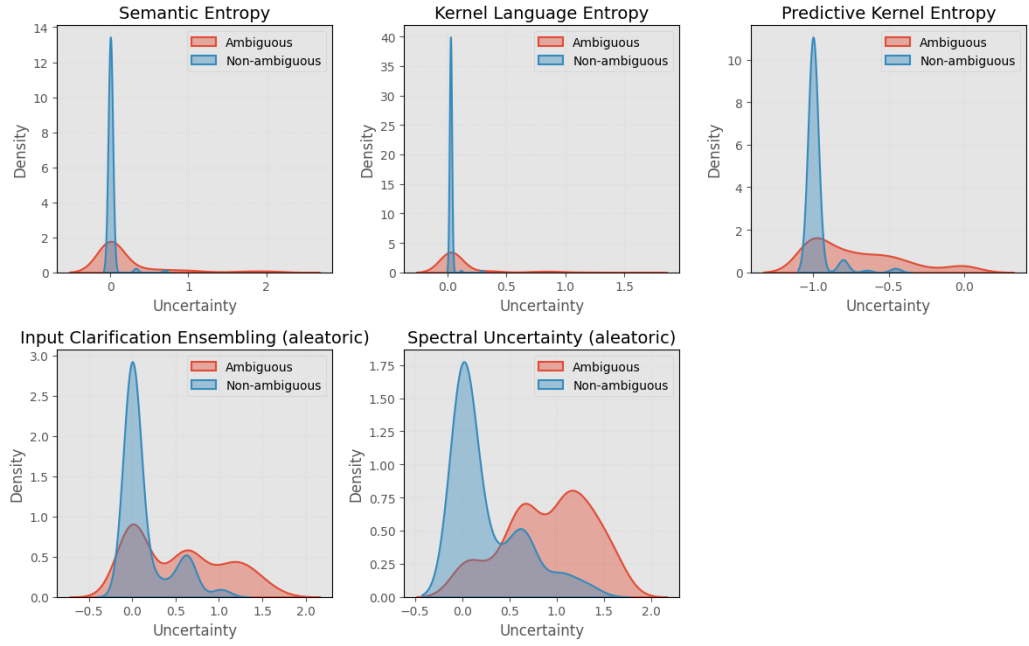 Semantic Entropy
14
12
10
8
6
4
2
0
Density
0
1
2
Uncertainty
Ambiguous
Non-ambiguous
Kernel Language Entropy
40
35
30
25
20
15
10
5
0
Density
0.0
0.5
1.0
1.5
Uncertainty
Ambiguous
Non-ambiguous
Predictive Kernel Entropy
10
8
6
4
2
0
Density
−1.0
−0.5
0.0
Uncertainty
Ambiguous
Non-ambiguous
Input Clarification Ensembling (aleatoric)
3.0
2.5
2.0
1.5
1.0
0.5
0.0
Density
−0.5
0.0
0.5
1.0
1.5
2.0
Uncertainty
Ambiguous
Non-ambiguous
Spectral Uncertainty (aleatoric)
1.75
1.50
1.25
1.00
0.75
0.50
0.25
0.00
Density
−0.5
0.0
0.5
1.0
1.5
2.0
Uncertainty
Ambiguous
Non-ambiguous